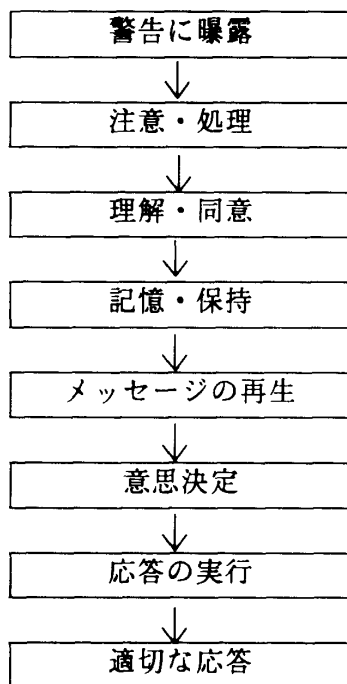 警告に曝露
注意・処理
理解・同意
記憶・保持
メッセージの再生
意思決定
応答の実行
適切な応答